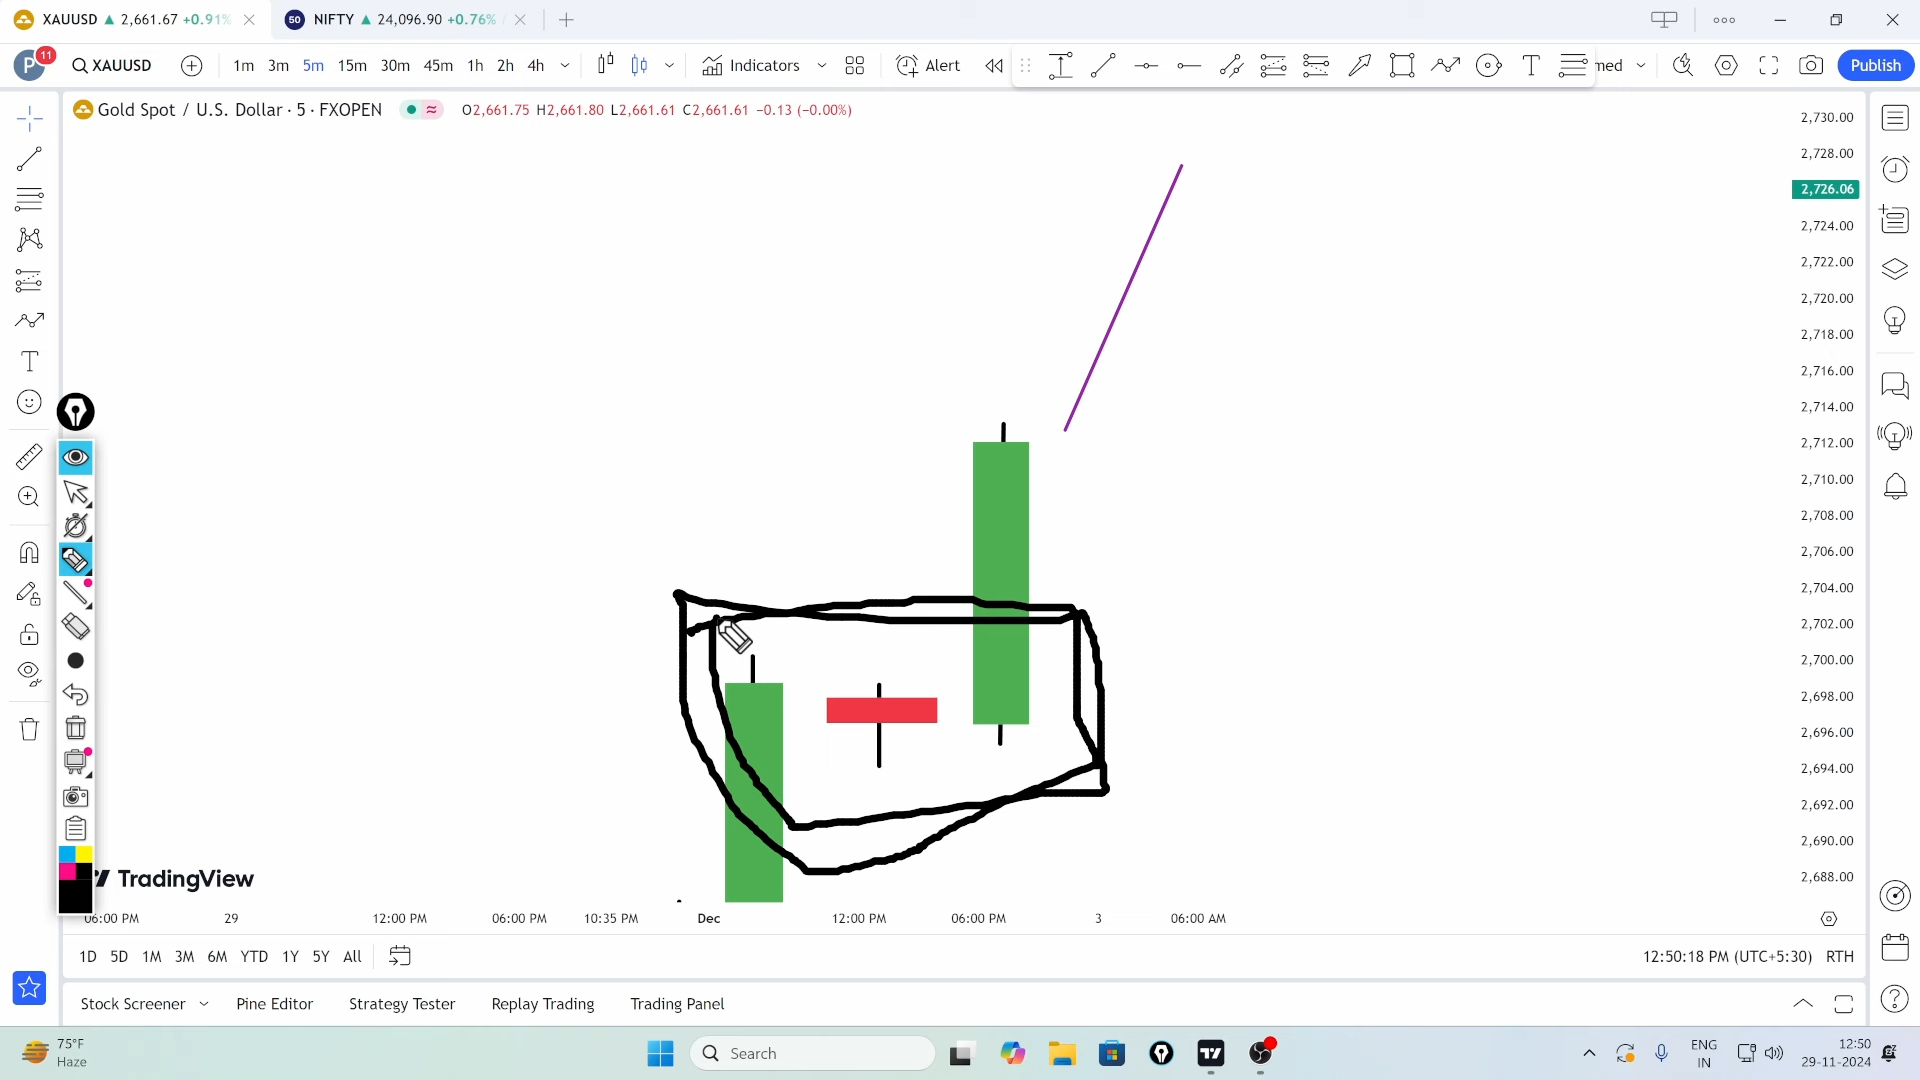 XAUUSD ▲ 2,661.67 +0.91%
50 NIFTY ▲ 24,096.90 +0.76%
P 11 XAUUSD 1m 3m 5m 15m 30m 45m 1h 2h 4h Indicators Alert T med Publish
Gold Spot / U.S. Dollar · 5 · FXOPEN O2,661.75 H2,661.80 L2,661.61 C2,661.61 −0.13 (−0.00%)
2,730.00
2,728.00
2,726.06
2,724.00
2,722.00
2,720.00
2,718.00
2,716.00
2,714.00
2,712.00
2,710.00
2,708.00
2,706.00
2,704.00
2,702.00
2,700.00
2,698.00
2,696.00
2,694.00
2,692.00
2,690.00
2,688.00
TradingView
06:00 PM 29 12:00 PM 06:00 PM 10:35 PM Dec 12:00 PM 06:00 PM 3 06:00 AM
1D 5D 1M 3M 6M YTD 1Y 5Y All 12:50:18 PM (UTC+5:30) RTH
Stock Screener Pine Editor Strategy Tester Replay Trading Trading Panel
75°F
Haze
Search
ENG
IN
12:50
29-11-2024